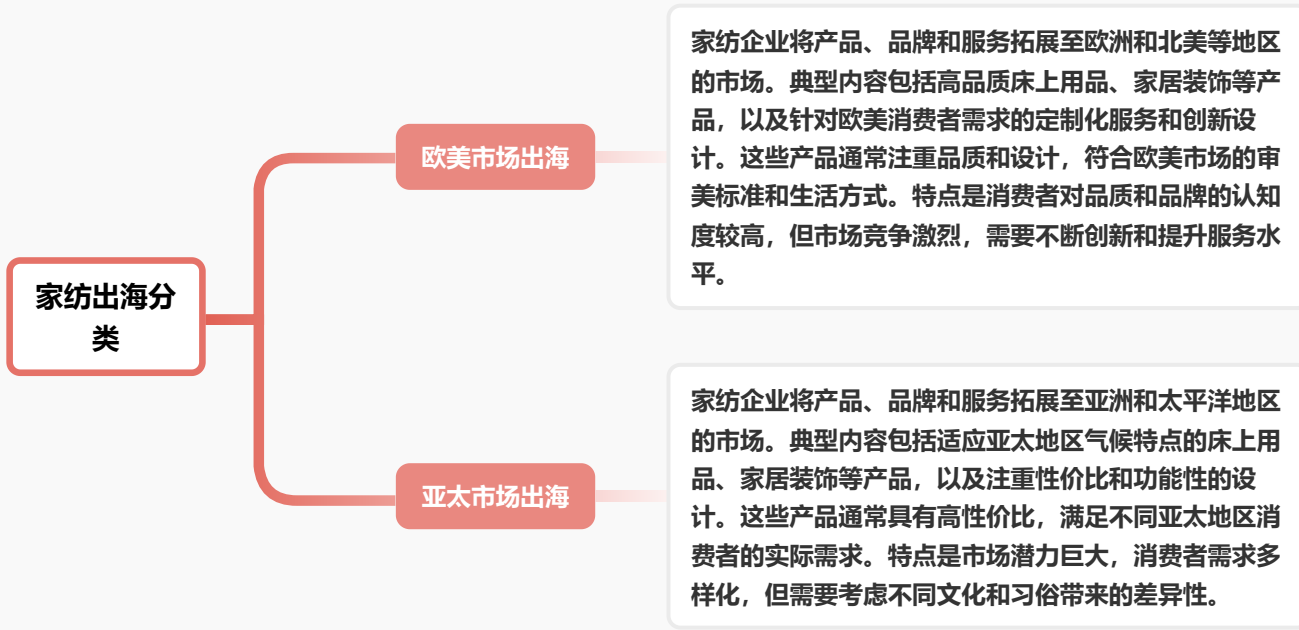 家纺出海分
类
欧美市场出海
家纺企业将产品、品牌和服务拓展至欧洲和北美等地区
的市场。典型内容包括高品质床上用品、家居装饰等产
品，以及针对欧美消费者需求的定制化服务和创新设
计。这些产品通常注重品质和设计，符合欧美市场的审
美标准和生活方式。特点是消费者对品质和品牌的认知
度较高，但市场竞争激烈，需要不断创新和提升服务水
平。
亚太市场出海
家纺企业将产品、品牌和服务拓展至亚洲和太平洋地区
的市场。典型内容包括适应亚太地区气候特点的床上用
品、家居装饰等产品，以及注重性价比和功能性的设
计。这些产品通常具有高性价比，满足不同亚太地区消
费者的实际需求。特点是市场潜力巨大，消费者需求多
样化，但需要考虑不同文化和习俗带来的差异性。